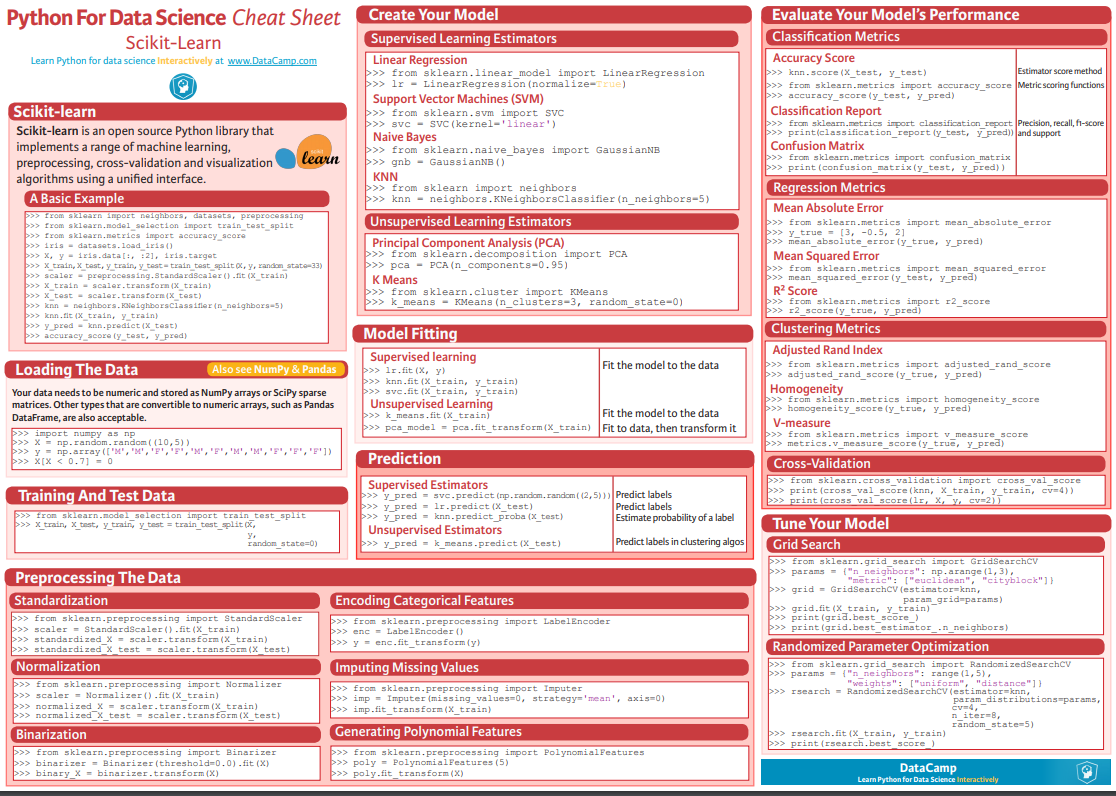 Python For Data Science Cheat Sheet
Scikit-Learn
Learn Python for data science Interactively at www.DataCamp.com
Scikit-learn
Scikit-learn is an open source Python library that
implements a range of machine learning,
preprocessing, cross-validation and visualization
algorithms using a unified interface.
learn
A Basic Example
>>> from sklearn import neighbors, datasets, preprocessing
>>> from sklearn.model_selection import train_test_split
>>> from sklearn.metrics import accuracy_score
>>> iris = datasets.load_iris()
>>> X, y = iris.data[:, :2], iris.target
>>> X_train, X_test, y_train, y_test = train_test_split(X, y, random_state=33)
>>> scaler = preprocessing.StandardScaler().fit(X_train)
>>> X_train = scaler.transform(X_train)
>>> X_test = scaler.transform(X_test)
>>> knn = neighbors.KNeighborsClassifier(n_neighbors=5)
>>> knn.fit(X_train, y_train)
>>> y_pred = knn.predict(X_test)
>>> accuracy_score(y_test, y_pred)
Loading The Data
Also see NumPy & Pandas
Your data needs to be numeric and stored as NumPy arrays or SciPy sparse
matrices. Other types that are convertible to numeric arrays, such as Pandas
DataFrame, are also acceptable.
>>> import numpy as np
>>> X = np.random.random((10,5))
>>> y = np.array(['M','M','F','F','M','F','M','M','F','F','F'])
>>> X[X < 0.7] = 0
Training And Test Data
>>> from sklearn.model_selection import train_test_split
>>> X_train, X_test, y_train, y_test = train_test_split(X,
y,
random_state=0)
Create Your Model
Supervised Learning Estimators
Linear Regression
>>> from sklearn.linear_model import LinearRegression
>>> lr = LinearRegression(normalize=True)
Support Vector Machines (SVM)
>>> from sklearn.svm import SVC
>>> svc = SVC(kernel='linear')
Naive Bayes
>>> from sklearn.naive_bayes import GaussianNB
>>> gnb = GaussianNB()
KNN
>>> from sklearn import neighbors
>>> knn = neighbors.KNeighborsClassifier(n_neighbors=5)
Unsupervised Learning Estimators
Principal Component Analysis (PCA)
>>> from sklearn.decomposition import PCA
>>> pca = PCA(n_components=0.95)
K Means
>>> from sklearn.cluster import KMeans
>>> k_means = KMeans(n_clusters=3, random_state=0)
Model Fitting
Supervised learning
>>> lr.fit(X, y) Fit the model to the data
>>> knn.fit(X_train, y_train)
>>> svc.fit(X_train, y_train)
Unsupervised Learning
>>> k_means.fit(X_train) Fit the model to the data
>>> pca_model = pca.fit_transform(X_train) Fit to data, then transform it
Prediction
Supervised Estimators
>>> y_pred = svc.predict(np.random.random((2,5))) Predict labels
>>> y_pred = lr.predict(X_test) Predict labels
>>> y_pred = knn.predict_proba(X_test) Estimate probability of a label
Unsupervised Estimators
>>> y_pred = k_means.predict(X_test) Predict labels in clustering algos
Preprocessing The Data
Standardization
>>> from sklearn.preprocessing import StandardScaler
>>> scaler = StandardScaler().fit(X_train)
>>> standardized_X = scaler.transform(X_train)
>>> standardized_X_test = scaler.transform(X_test)
Normalization
>>> from sklearn.preprocessing import Normalizer
>>> scaler = Normalizer().fit(X_train)
>>> normalized_X = scaler.transform(X_train)
>>> normalized_X_test = scaler.transform(X_test)
Binarization
>>> from sklearn.preprocessing import Binarizer
>>> binarizer = Binarizer(threshold=0.0).fit(X)
>>> binary_X = binarizer.transform(X)
Encoding Categorical Features
>>> from sklearn.preprocessing import LabelEncoder
>>> enc = LabelEncoder()
>>> y = enc.fit_transform(y)
Imputing Missing Values
>>> from sklearn.preprocessing import Imputer
>>> imp = Imputer(missing_values=0, strategy='mean', axis=0)
>>> imp.fit_transform(X_train)
Generating Polynomial Features
>>> from sklearn.preprocessing import PolynomialFeatures
>>> poly = PolynomialFeatures(5)
>>> poly.fit_transform(X)
Evaluate Your Model's Performance
Classification Metrics
Accuracy Score
>>> knn.score(X_test, y_test) Estimator score method
>>> from sklearn.metrics import accuracy_score Metric scoring functions
>>> accuracy_score(y_test, y_pred)
Classification Report
>>> from sklearn.metrics import classification_report Precision, recall, f1-score
>>> print(classification_report(y_test, y_pred)) and support
Confusion Matrix
>>> from sklearn.metrics import confusion_matrix
>>> print(confusion_matrix(y_test, y_pred))
Regression Metrics
Mean Absolute Error
>>> from sklearn.metrics import mean_absolute_error
>>> y_true = [3, -0.5, 2]
>>> mean_absolute_error(y_true, y_pred)
Mean Squared Error
>>> from sklearn.metrics import mean_squared_error
>>> mean_squared_error(y_test, y_pred)
R² Score
>>> from sklearn.metrics import r2_score
>>> r2_score(y_true, y_pred)
Clustering Metrics
Adjusted Rand Index
>>> from sklearn.metrics import adjusted_rand_score
>>> adjusted_rand_score(y_true, y_pred)
Homogeneity
>>> from sklearn.metrics import homogeneity_score
>>> homogeneity_score(y_true, y_pred)
V-measure
>>> from sklearn.metrics import v_measure_score
>>> metrics.v_measure_score(y_true, y_pred)
Cross-Validation
>>> from sklearn.cross_validation import cross_val_score
>>> print(cross_val_score(knn, X_train, y_train, cv=4))
>>> print(cross_val_score(lr, X, y, cv=2))
Tune Your Model
Grid Search
>>> from sklearn.grid_search import GridSearchCV
>>> params = {"n_neighbors": np.arange(1,3),
"metric": ["euclidean", "cityblock"]}
>>> grid = GridSearchCV(estimator=knn,
param_grid=params)
>>> grid.fit(X_train, y_train)
>>> print(grid.best_score_)
>>> print(grid.best_estimator_.n_neighbors)
Randomized Parameter Optimization
>>> from sklearn.grid_search import RandomizedSearchCV
>>> params = {"n_neighbors": range(1,5),
"weights": ["uniform", "distance"]}
>>> rsearch = RandomizedSearchCV(estimator=knn,
param_distributions=params,
cv=4,
n_iter=8,
random_state=5)
>>> rsearch.fit(X_train, y_train)
>>> print(rsearch.best_score_)
DataCamp
Learn Python for Data Science Interactively